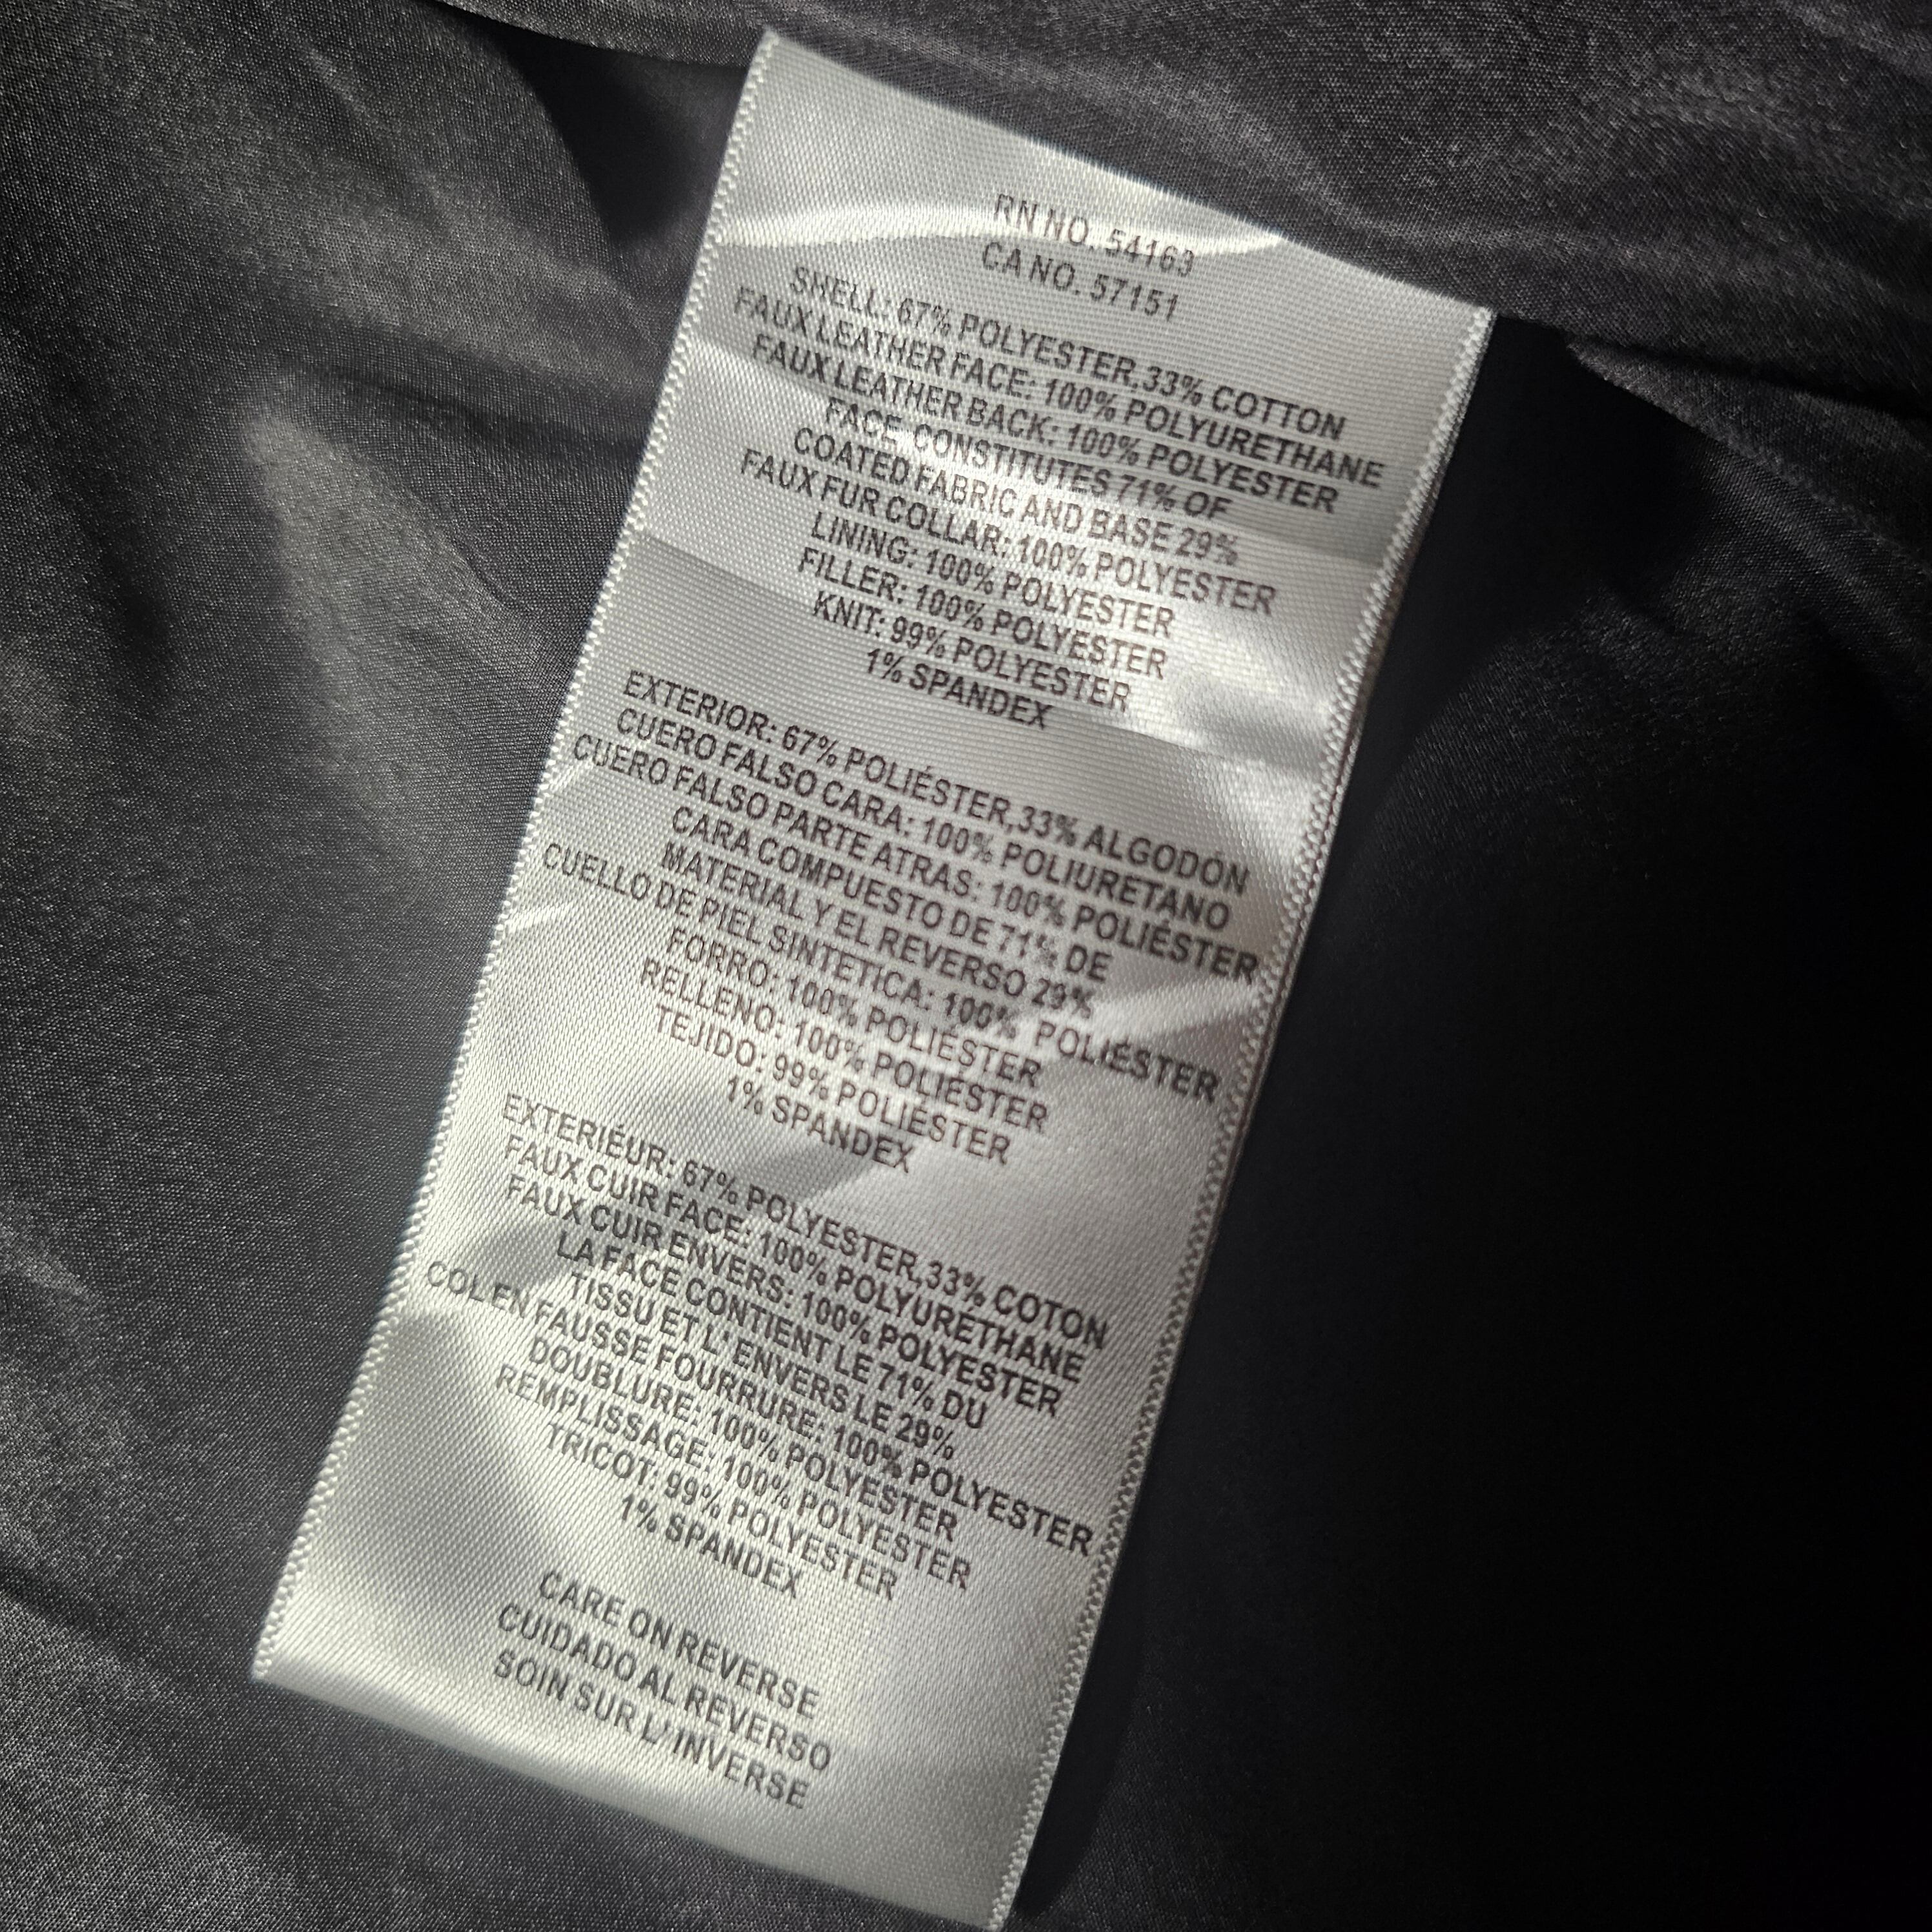 RN NO. 54163
CA NO. 57151
SHELL: 67% POLYESTER,33% COTTON
FAUX LEATHER FACE: 100% POLYURETHANE
FAUX LEATHER BACK: 100% POLYESTER
FACE CONSTITUTES 71% OF
COATED FABRIC AND BASE 29%
FAUX FUR COLLAR: 100% POLYESTER
LINING: 100% POLYESTER
FILLER: 100% POLYESTER
KNIT: 99% POLYESTER
1% SPANDEX
EXTERIOR: 67% POLIÉSTER,33% ALGODÓN
CUERO FALSO CARA: 100% POLIURETANO
CUERO FALSO PARTE ATRAS: 100% POLIÉSTER
CARA COMPUESTO DE 71% DE
MATERIAL Y EL REVERSO 29%
CUELLO DE PIEL SINTETICA: 100% POLIÉSTER
FORRO: 100% POLIÉSTER
RELLENO: 100% POLIÉSTER
TEJIDO: 99% POLIÉSTER
1% SPANDEX
EXTERIÉUR: 67% POLYESTER,33% COTON
FAUX CUIR FACE: 100% POLYURÉTHANE
FAUX CUIR ENVERS: 100% POLYESTER
LA FACE CONTIENT LE 71% DU
TISSU ET L' ENVERS LE 29%
COL EN FAUSSE FOURRURE: 100% POLYESTER
DOUBLURE: 100% POLYESTER
REMPLISSAGE: 100% POLYESTER
TRICOT: 99% POLYESTER
1% SPANDEX
CARE ON REVERSE
CUIDADO AL REVERSO
SOIN SUR L'INVERSE